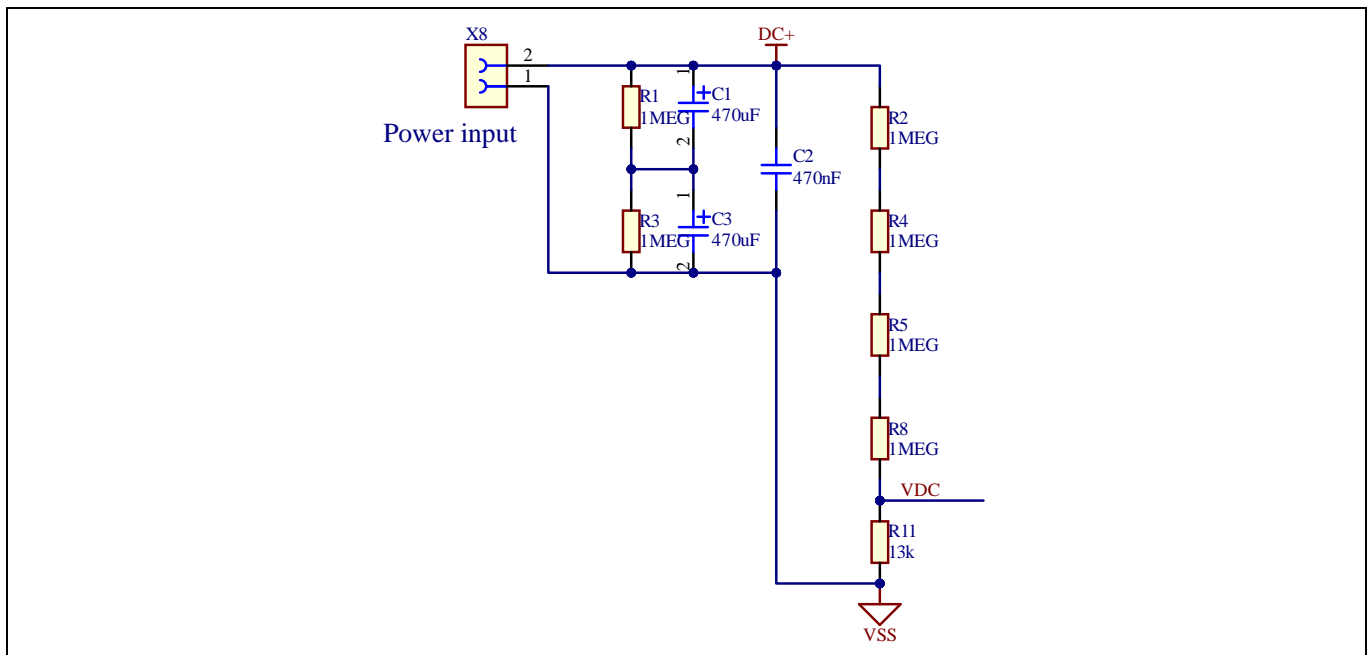 X8
2
1
Power input
DC+
R1
1MEG
1
C1
470uF
2
R3
1MEG
1
C3
470uF
2
C2
470nF
R2
1MEG
R4
1MEG
R5
1MEG
R8
1MEG
VDC
R11
13k
VSS